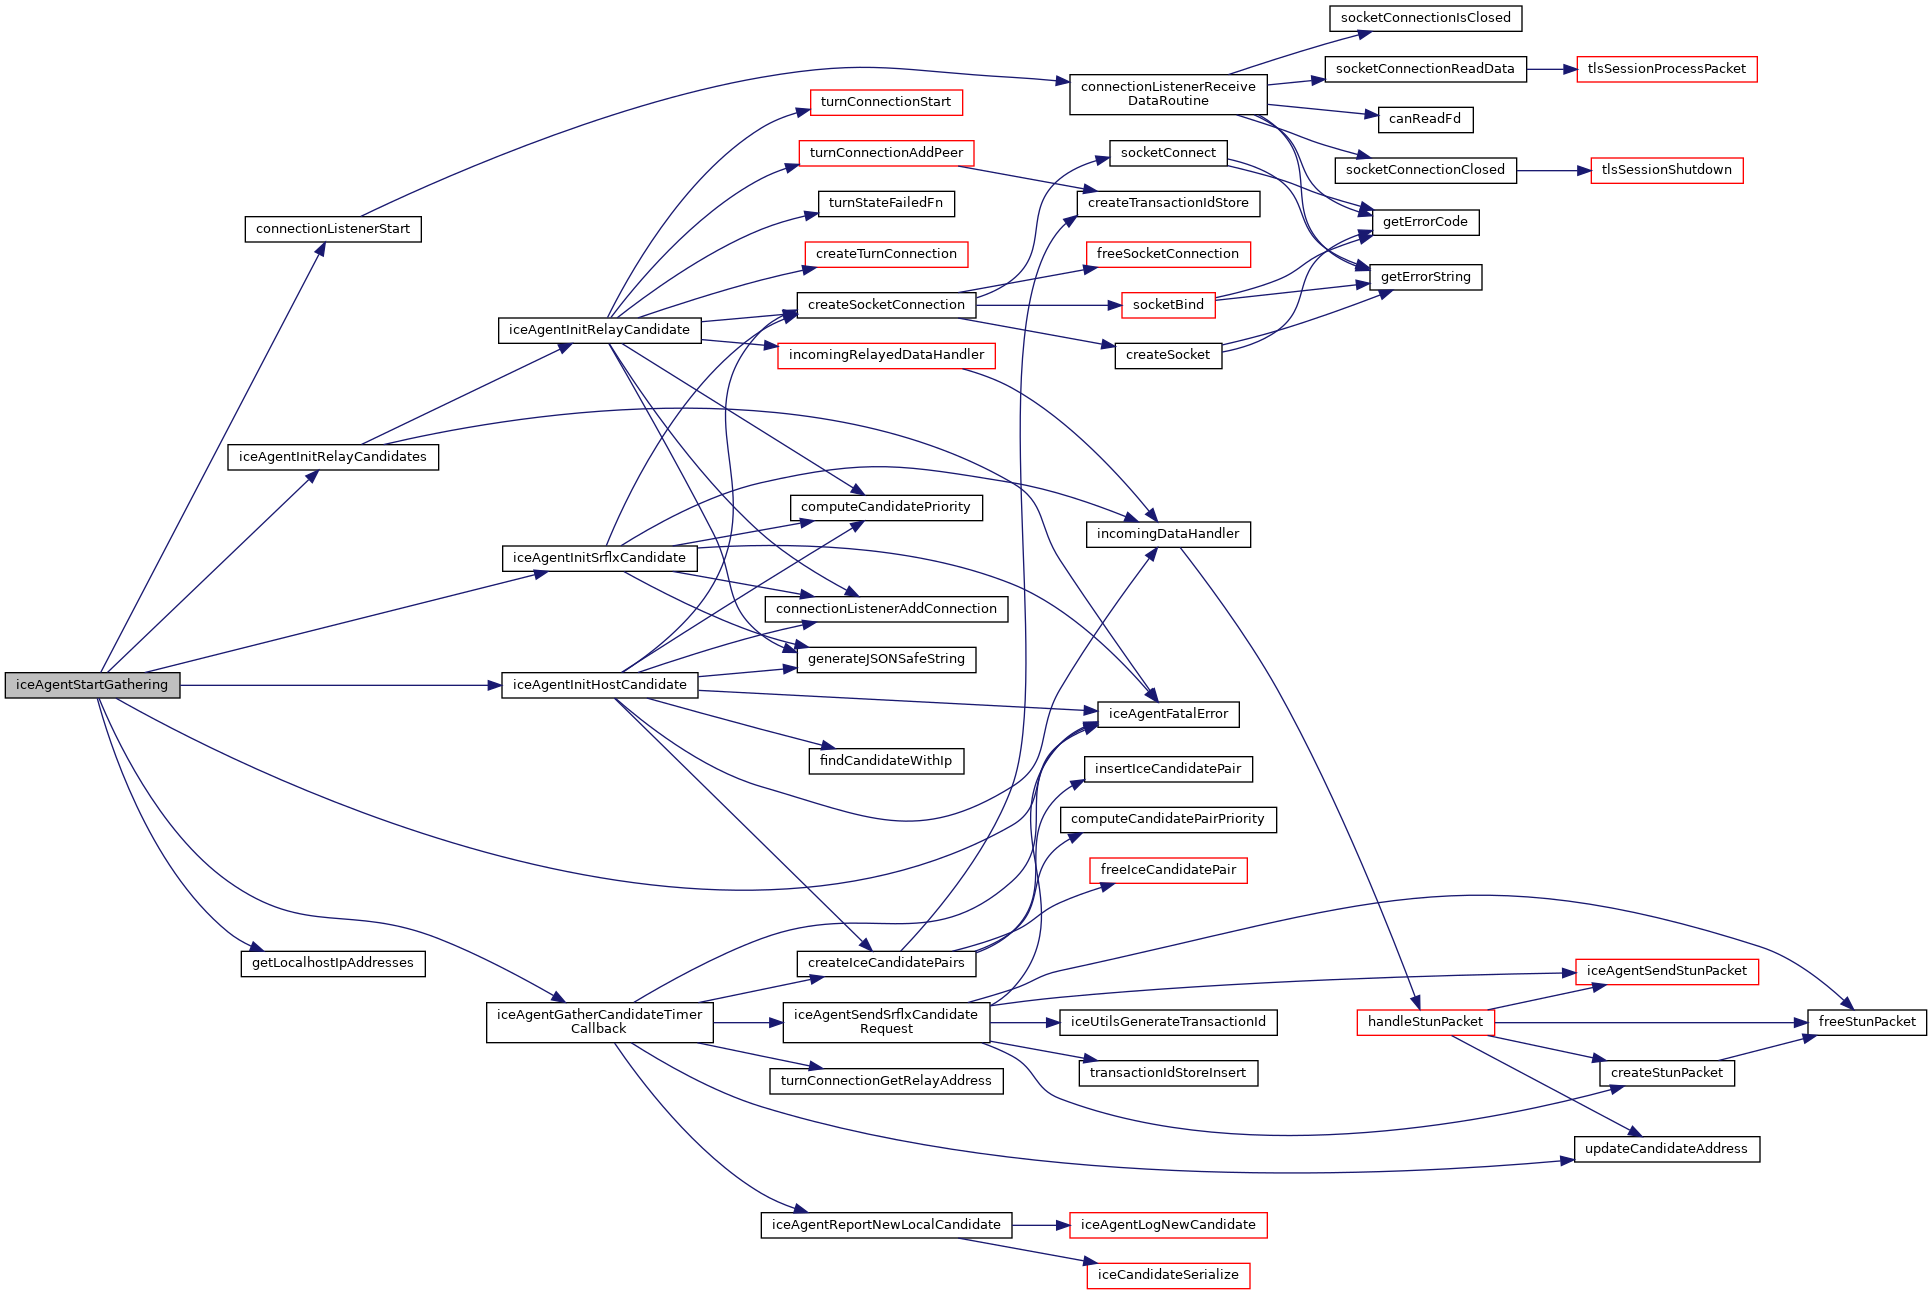 iceAgentStartGathering
connectionListenerStart
iceAgentInitRelayCandidates
getLocalhostIpAddresses
iceAgentInitRelayCandidate
iceAgentInitSrflxCandidate
iceAgentInitHostCandidate
iceAgentGatherCandidateTimer
Callback
turnConnectionStart
turnConnectionAddPeer
turnStateFailedFn
createTurnConnection
createSocketConnection
incomingRelayedDataHandler
computeCandidatePriority
connectionListenerAddConnection
generateJSONSafeString
findCandidateWithIp
createIceCandidatePairs
iceAgentSendSrflxCandidate
Request
turnConnectionGetRelayAddress
iceAgentReportNewLocalCandidate
connectionListenerReceive
DataRoutine
socketConnect
createTransactionIdStore
freeSocketConnection
socketBind
createSocket
incomingDataHandler
iceAgentFatalError
insertIceCandidatePair
computeCandidatePairPriority
freeIceCandidatePair
iceUtilsGenerateTransactionId
transactionIdStoreInsert
iceAgentLogNewCandidate
iceCandidateSerialize
socketConnectionIsClosed
socketConnectionReadData
canReadFd
socketConnectionClosed
getErrorCode
getErrorString
handleStunPacket
tlsSessionProcessPacket
tlsSessionShutdown
iceAgentSendStunPacket
createStunPacket
updateCandidateAddress
freeStunPacket